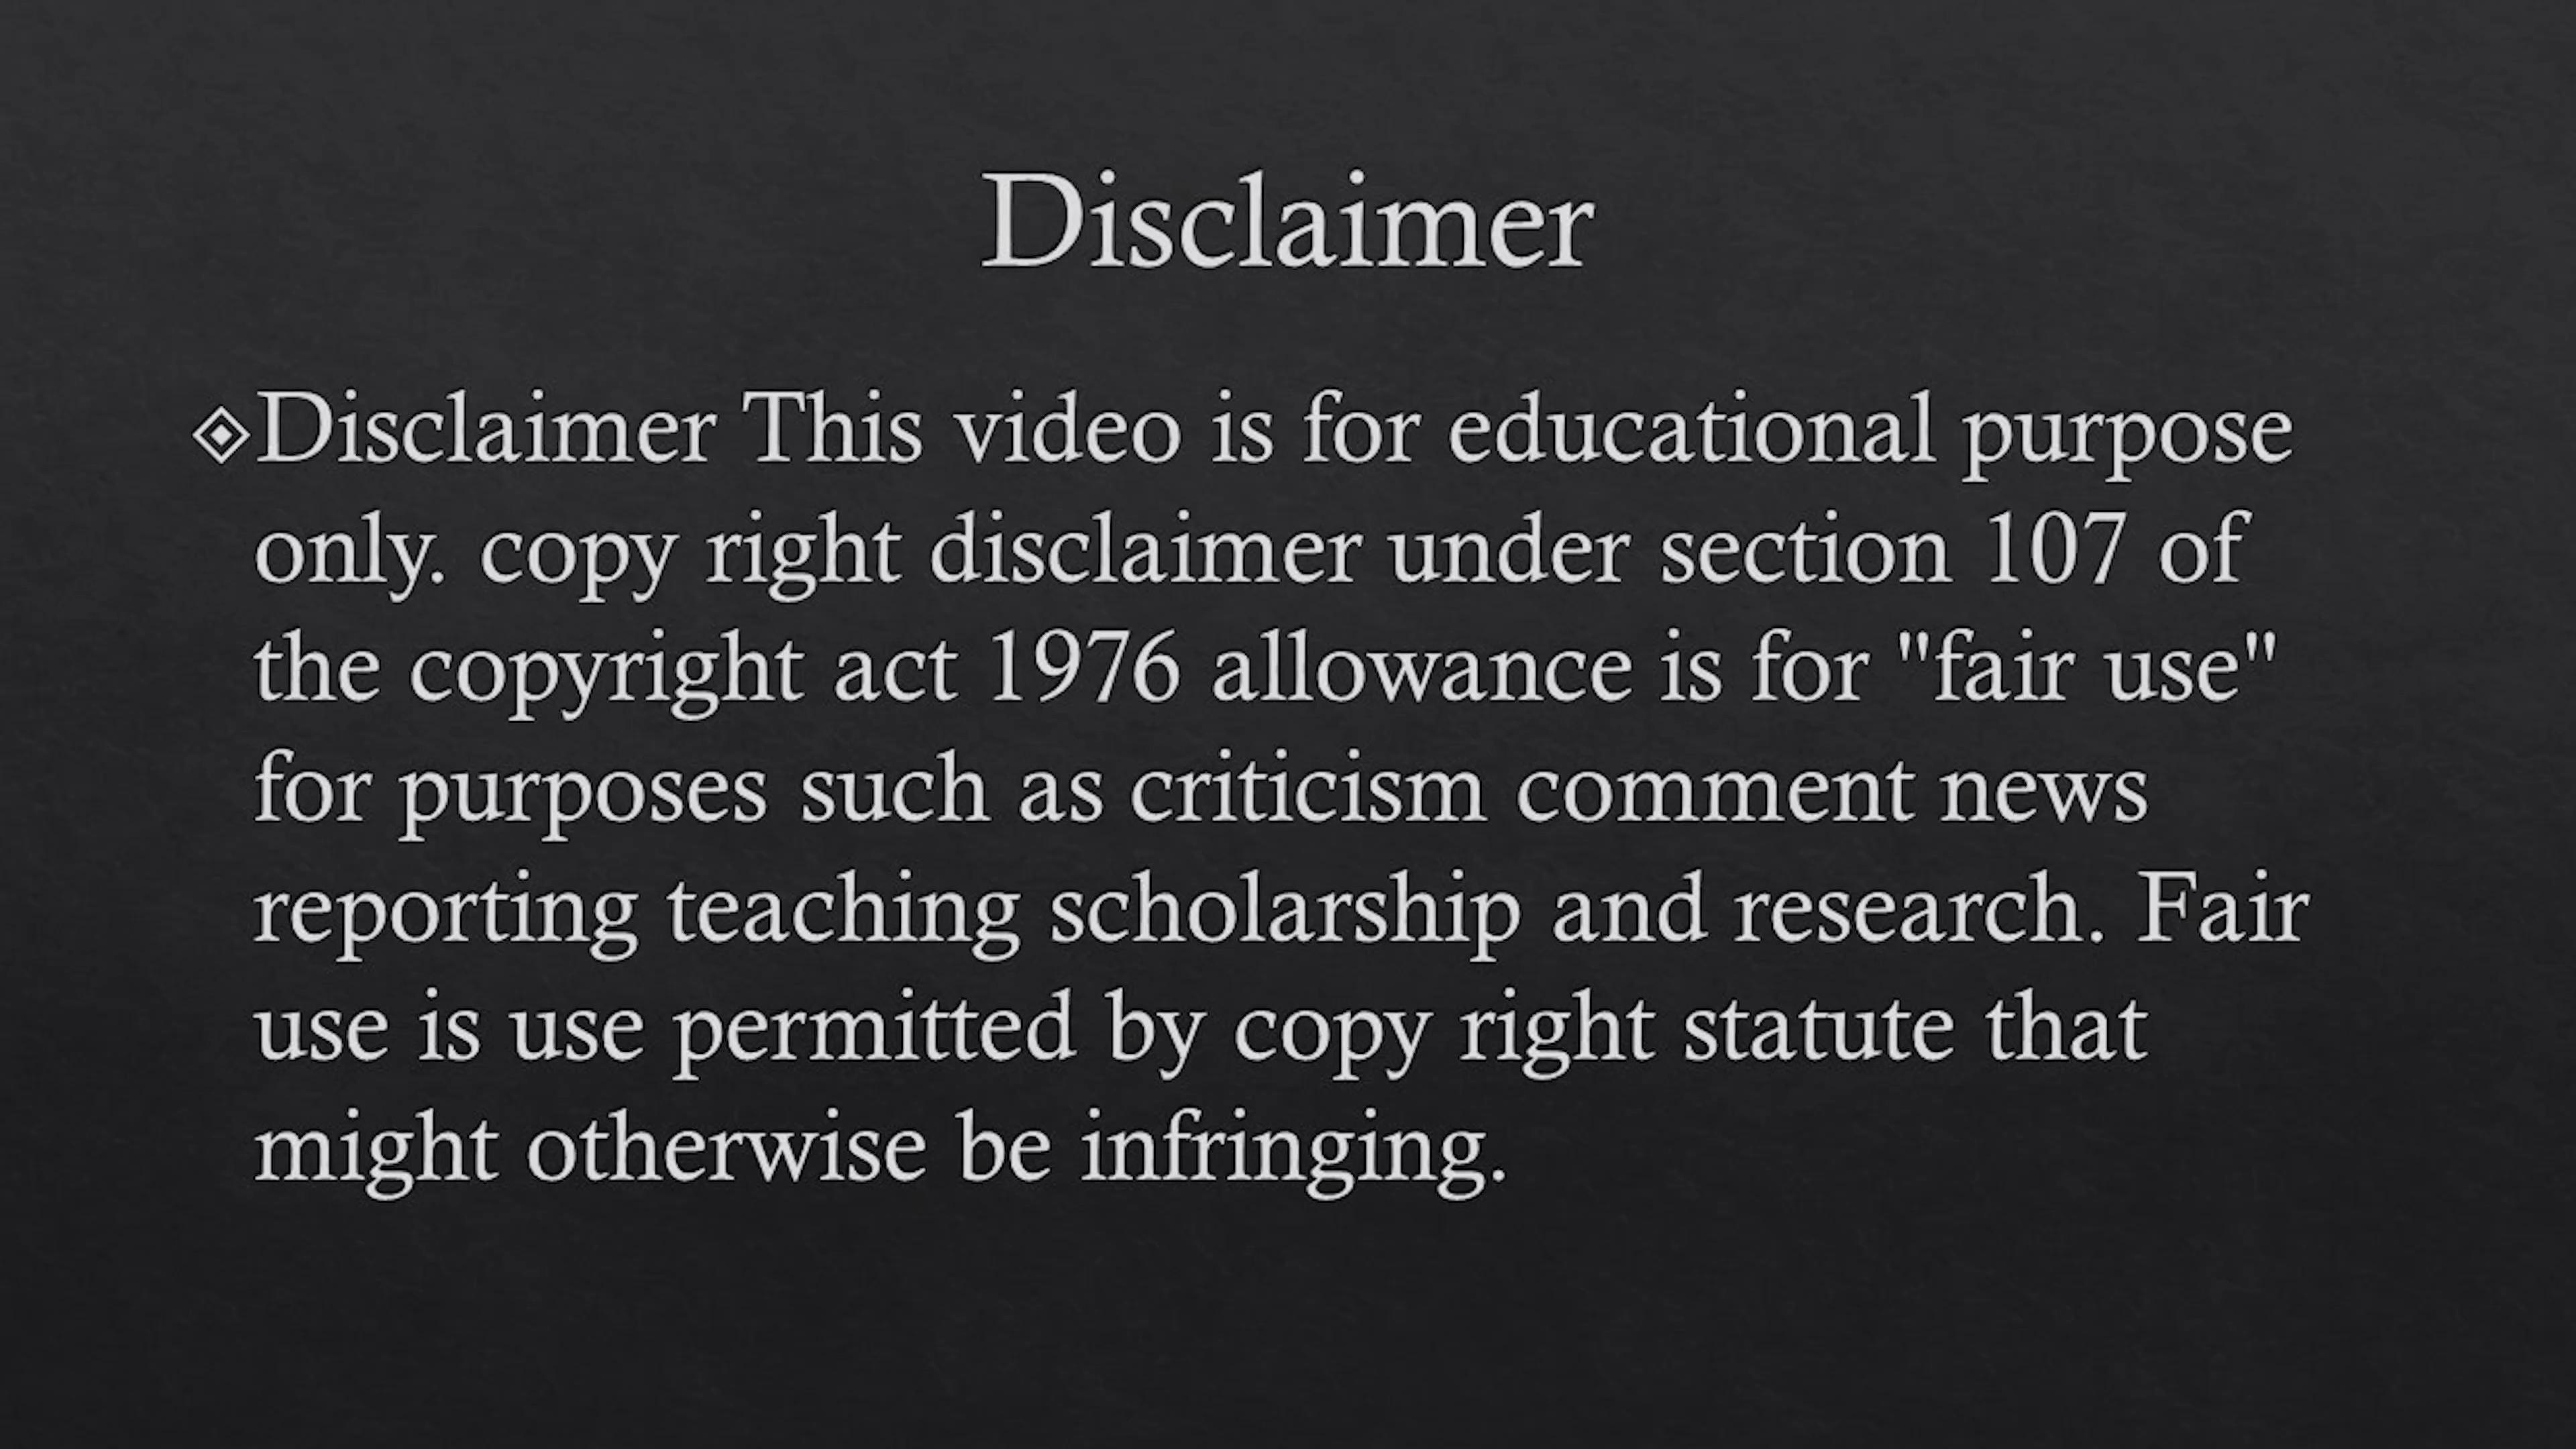 Disclaimer
Disclaimer This video is for educational purpose
only. copy right disclaimer under section 107 of
the copyright act 1976 allowance is for "fair use"
for purposes such as criticism comment news
reporting teaching scholarship and research. Fair
use is use permitted by copy right statute that
might otherwise be infringing.